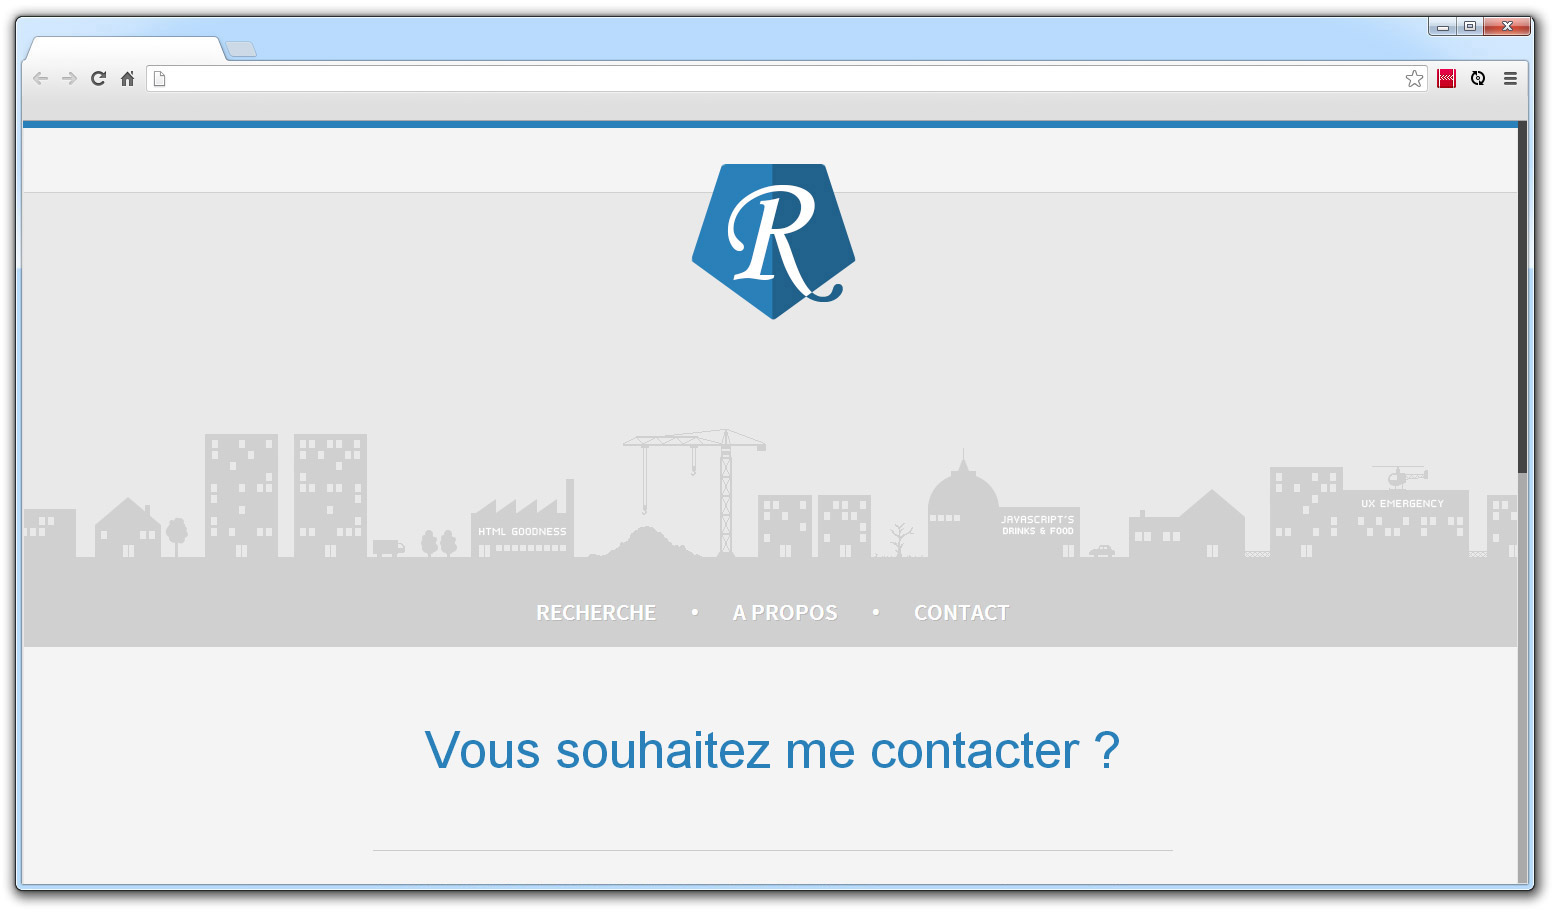 R
HTML GOODNESS
JAVASCRIPT'S
DRINKS & FOOD
UX EMERGENCY
RECHERCHE • A PROPOS • CONTACT
Vous souhaitez me contacter ?